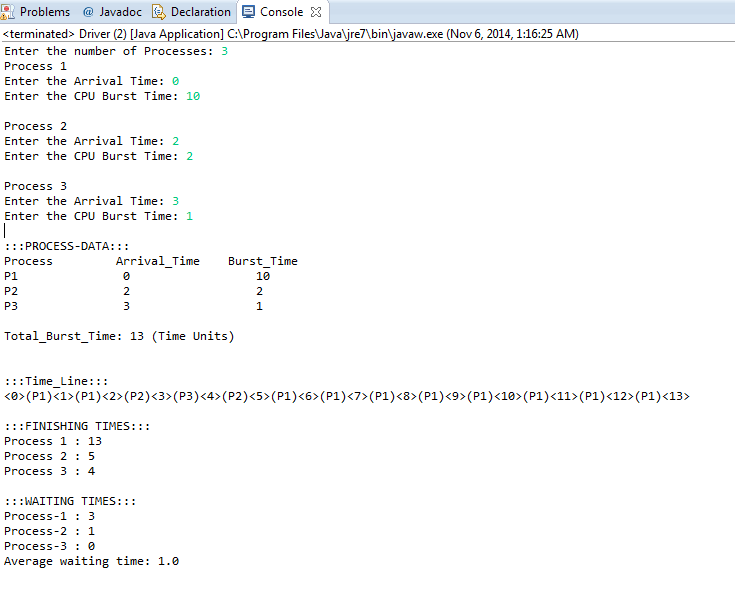 Problems @ Javadoc Declaration Console
<terminated> Driver (2) [Java Application] C:\Program Files\Java\jre7\bin\javaw.exe (Nov 6, 2014, 1:16:25 AM)
Enter the number of Processes: 3
Process 1
Enter the Arrival Time: 0
Enter the CPU Burst Time: 10
Process 2
Enter the Arrival Time: 2
Enter the CPU Burst Time: 2
Process 3
Enter the Arrival Time: 3
Enter the CPU Burst Time: 1
:::PROCESS-DATA:::
Process Arrival_Time Burst_Time
P1 0 10
P2 2 2
P3 3 1
Total_Burst_Time: 13 (Time Units)
:::Time_Line:::
<0>(P1)<1>(P1)<2>(P2)<3>(P3)<4>(P2)<5>(P1)<6>(P1)<7>(P1)<8>(P1)<9>(P1)<10>(P1)<11>(P1)<12>(P1)<13>
:::FINISHING TIMES:::
Process 1 : 13
Process 2 : 5
Process 3 : 4
:::WAITING TIMES:::
Process-1 : 3
Process-2 : 1
Process-3 : 0
Average waiting time: 1.0